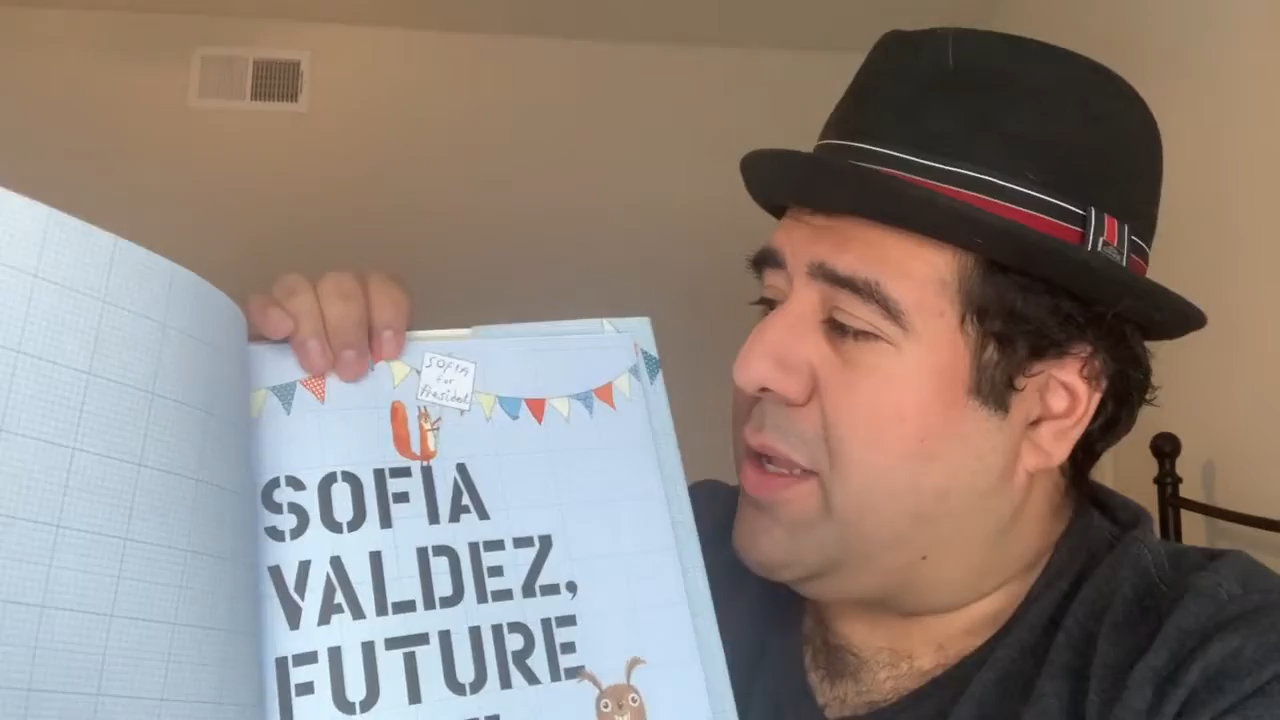 SOFIA
for
President
SOFIA
VALDEZ,
FUTURE